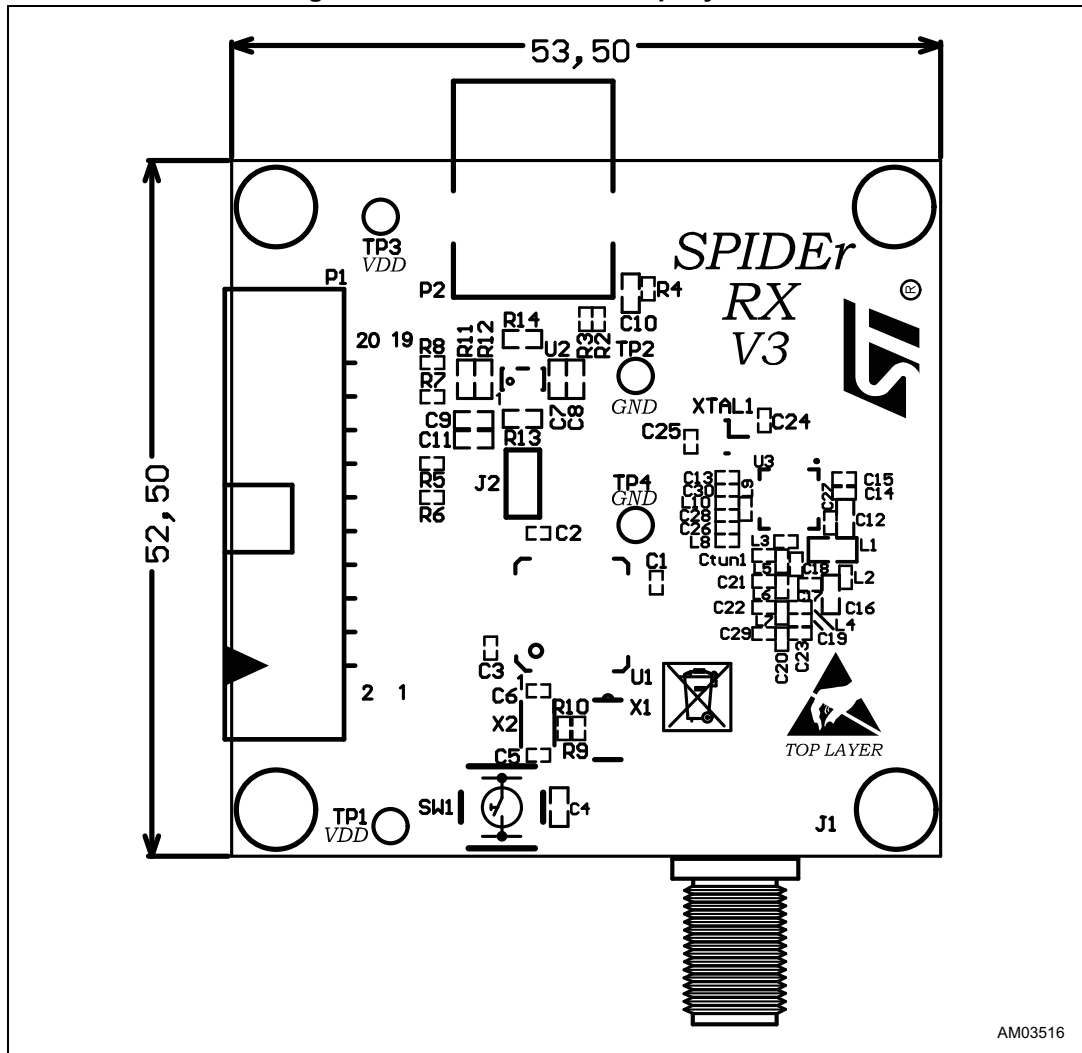 53,50
52,50
TP3
VDD
P1
P2
SPIDEr
RX
V3
®
R4
C10
20 19
R8
R7
R11
R12
R14
U2
R3
R2
TP2
GND
C9
C11
1
R13
C7
C8
XTAL1
C24
C25
R5
R6
J2
TP4
GND
C13
C30
L10
C28
C26
L8
L9
U3
C27
C15
C14
C12
C2
L3
Ctun1
L1
C1
L5
C18
C21
L6
L2
C22
C16
L7
L4
C29
C19
C20
C23
C3
1
U1
C6
2 1
X2
R10
X1
C5
R9
TOP LAYER
SW1
C4
TP1
VDD
J1
AM03516